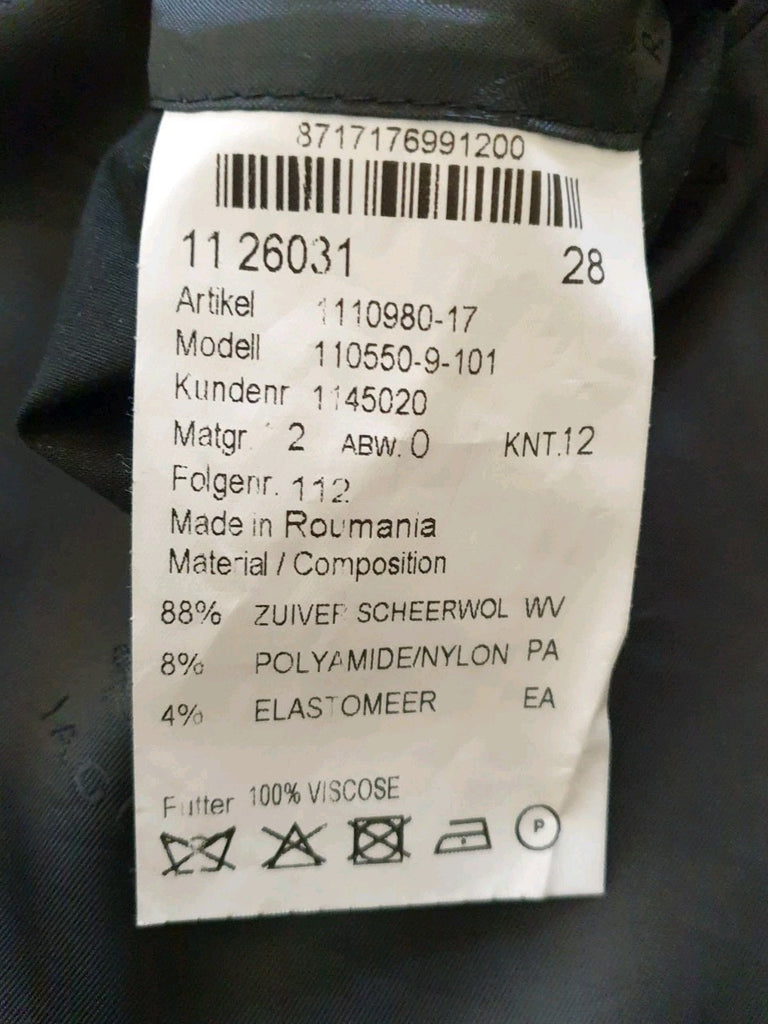 8717176991200
11 26031 28
Artikel 1110980-17
Modell 110550-9-101
Kundenr 1145020
Matgr. 2 ABW. 0 KNT.12
Folgenr. 112
Made in Roumania
Material / Composition
88% ZUIVER SCHEERWOL WV
8% POLYAMIDE/NYLON PA
4% ELASTOMEER EA
Futter 100% VISCOSE
P